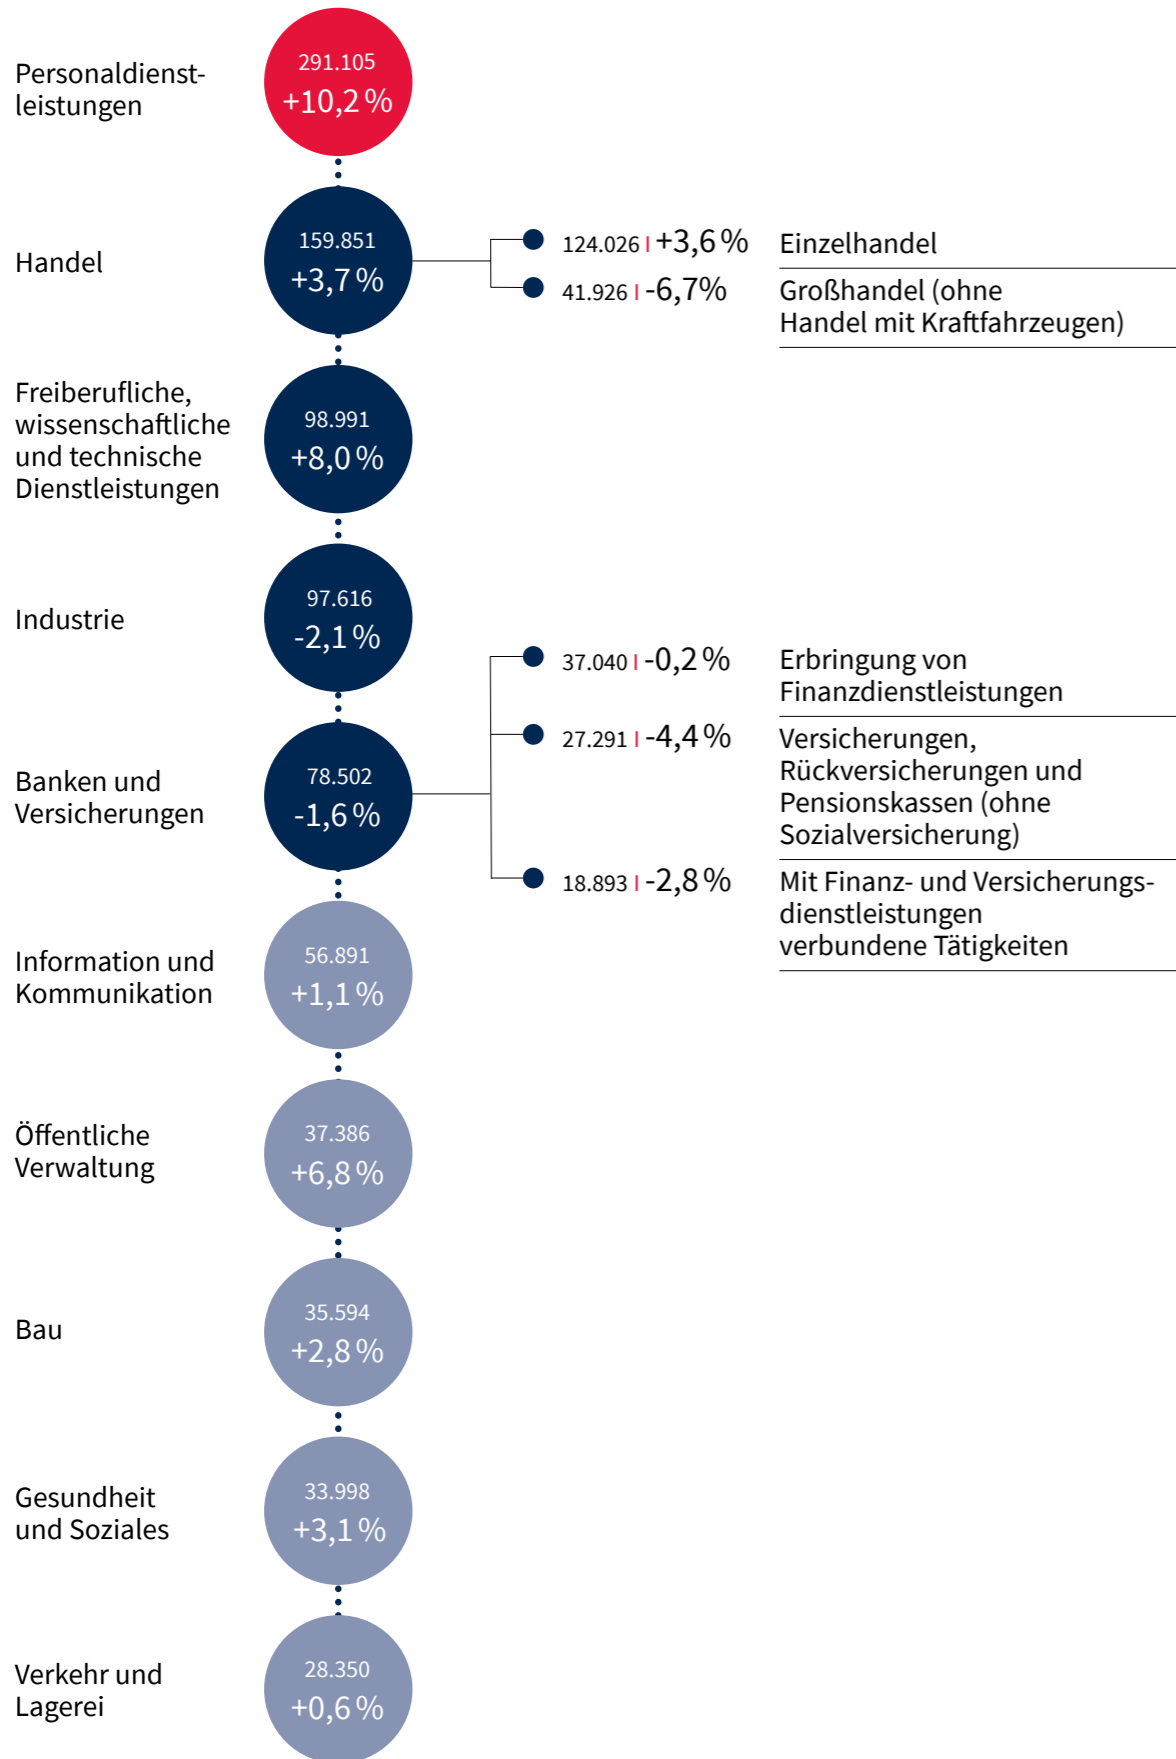 Personaldienst-
leistungen
291.105
+10,2 %
Handel
159.851
+3,7 %
124.026 I +3,6 %
Einzelhandel
41.926 I -6,7%
Großhandel (ohne
Handel mit Kraftfahrzeugen)
Freiberufliche,
wissenschaftliche
und technische
Dienstleistungen
98.991
+8,0 %
Industrie
97.616
-2,1 %
Banken und
Versicherungen
78.502
-1,6 %
37.040 I -0,2 %
Erbringung von
Finanzdienstleistungen
27.291 I -4,4 %
Versicherungen,
Rückversicherungen und
Pensionskassen (ohne
Sozialversicherung)
18.893 I -2,8 %
Mit Finanz- und Versicherungs-
dienstleistungen
verbundene Tätigkeiten
Information und
Kommunikation
56.891
+1,1 %
Öffentliche
Verwaltung
37.386
+6,8 %
Bau
35.594
+2,8 %
Gesundheit
und Soziales
33.998
+3,1 %
Verkehr und
Lagerei
28.350
+0,6 %